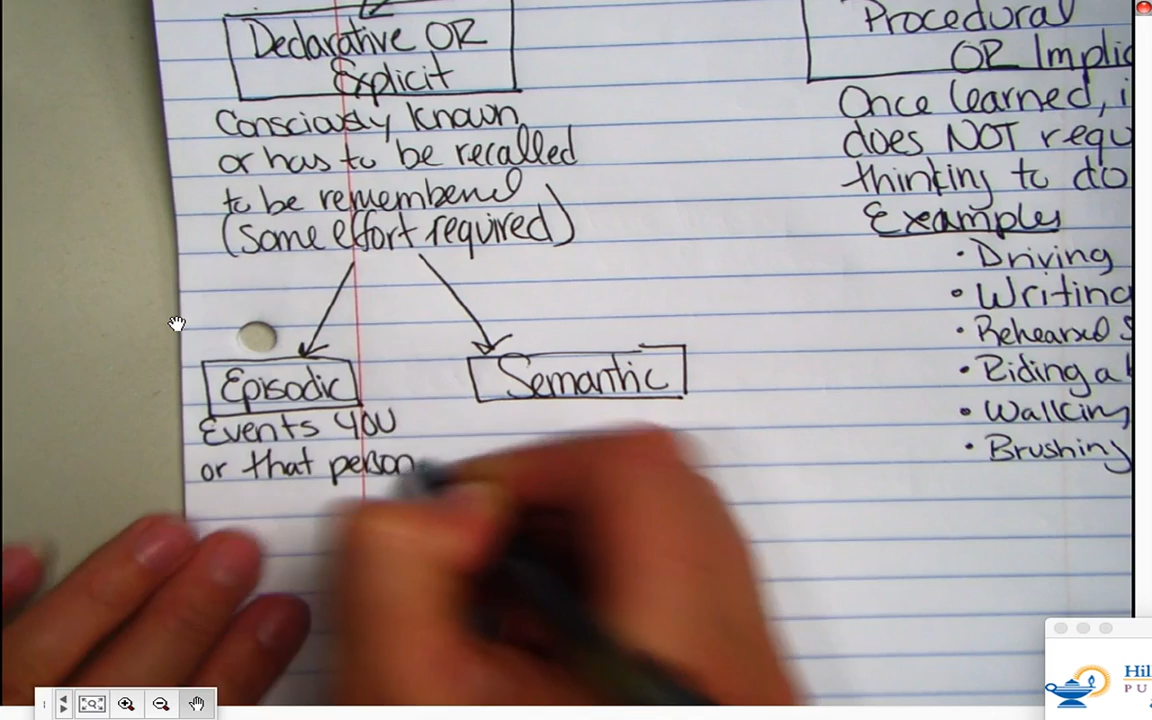 Declarative OR
Explicit
Consciously known
or has to be recalled
to be remembered
(some effort required)
Episodic
Semantic
Events you
or that person
Procedural
OR Implic
Once learned, i
does NOT requ
thinking to do
Examples
• Driving
• Writing
• Rehearsed S
• Riding a b
• Walking
• Brushing
Hil
PU